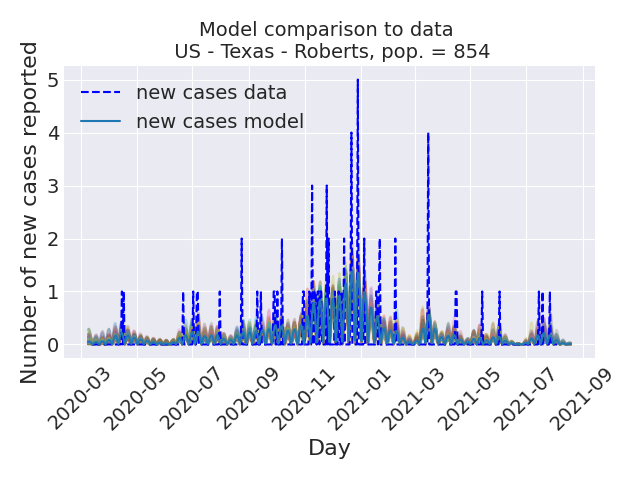 Model comparison to data
US - Texas - Roberts, pop. = 854
Number of new cases reported
5
4
3
2
1
0
new cases data
new cases model
2020-03
2020-05
2020-07
2020-09
2020-11
2021-01
2021-03
2021-05
2021-07
2021-09
Day